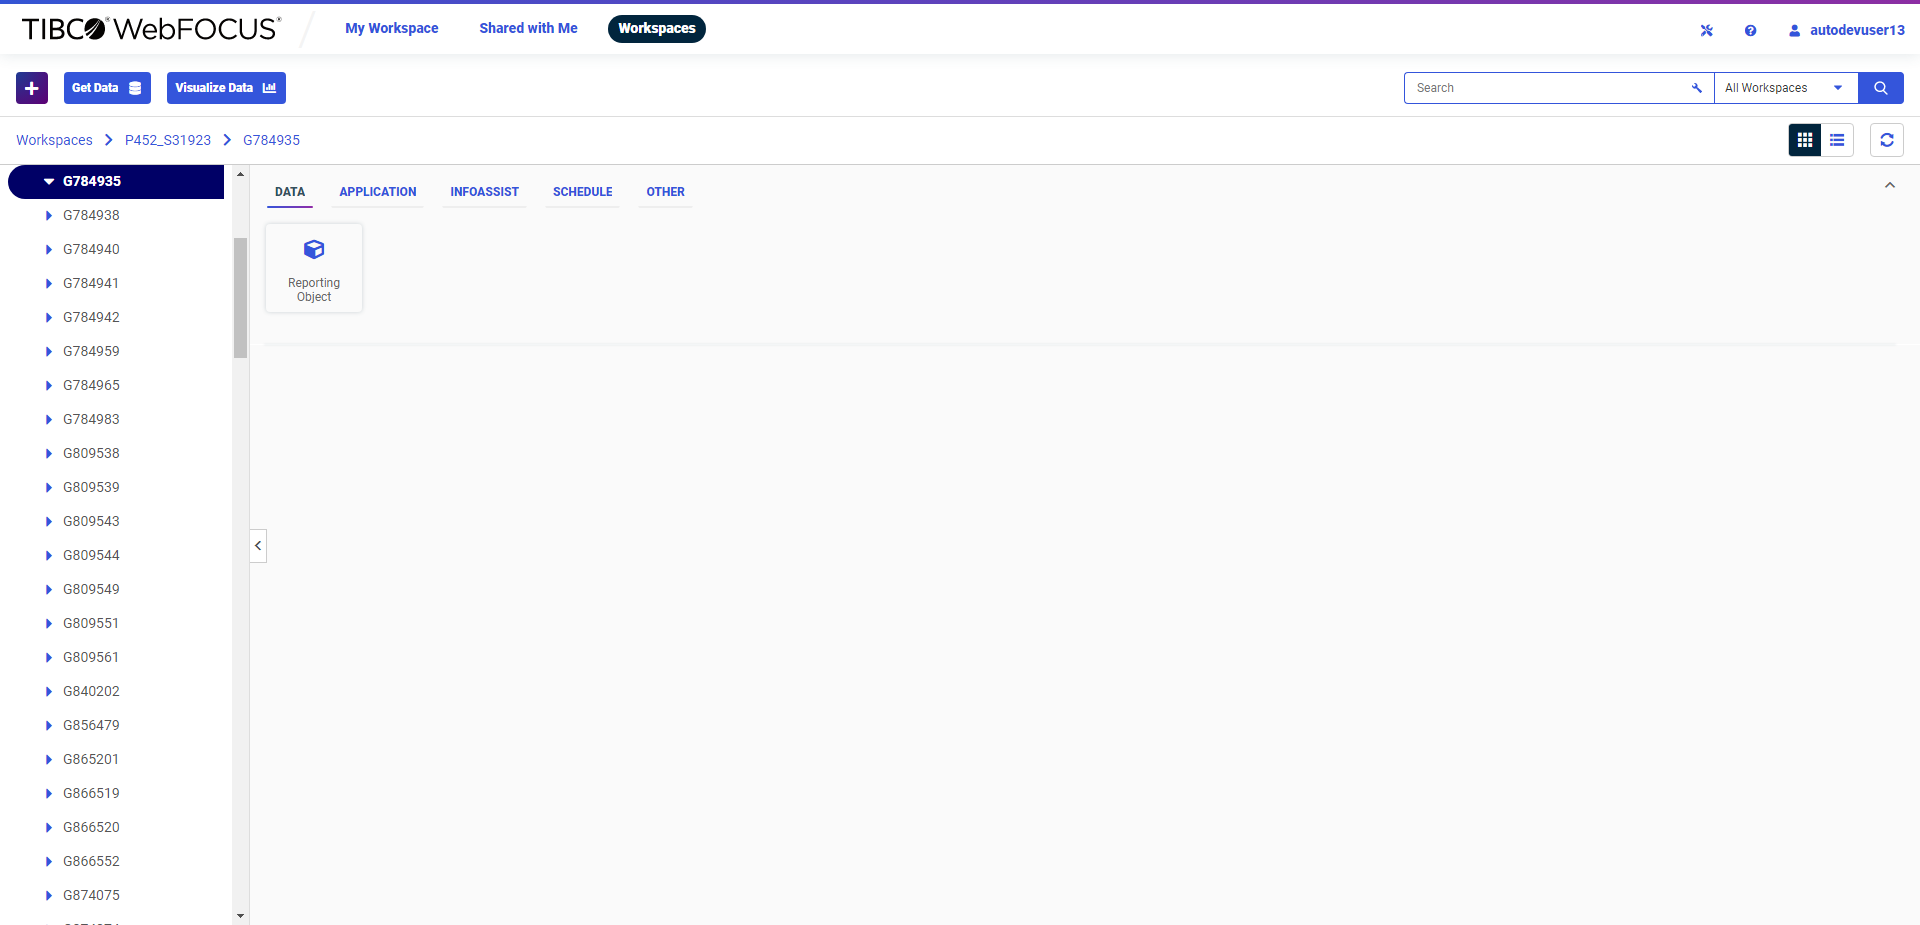 TIBCO® WebFOCUS®
My Workspace
Shared with Me
Workspaces
autodevuser13
Get Data
Visualize Data
Search
All Workspaces
Workspaces > P452_S31923 > G784935
G784935
G784938
G784940
G784941
G784942
G784959
G784965
G784983
G809538
G809539
G809543
G809544
G809549
G809551
G809561
G840202
G856479
G865201
G866519
G866520
G866552
G874075
DATA
APPLICATION
INFOASSIST
SCHEDULE
OTHER
Reporting
Object